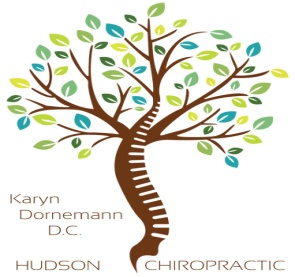 Karyn
Dornemann
D.C.
HUDSON CHIROPRACTIC